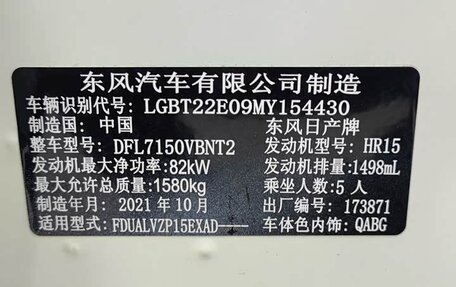 东风汽车有限公司制造
车辆识别代号: LGBT22E09MY154430
制造国: 中国 东风日产牌
整车型号: DFL7150VBNT2 发动机型号: HR15
发动机最大净功率: 82kW 发动机排量: 1498mL
最大允许总质量: 1580kg 乘坐人数: 5 人
制造年月: 2021 年 10 月 出厂编号: 173871
适用型式: FDUALVZP15EXAD———— 车体色内饰: QABG